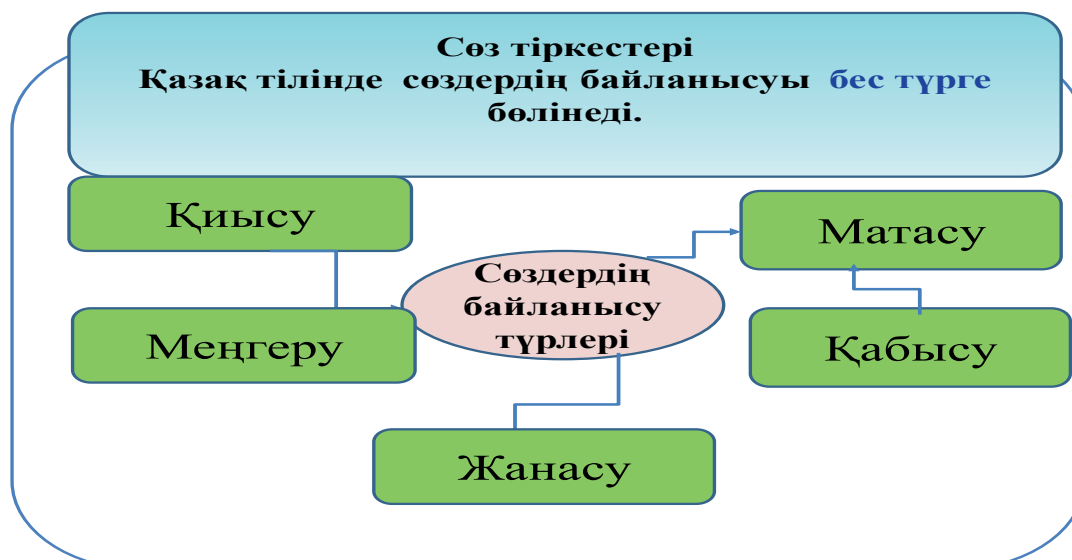 Сөз тіркестері
Қазақ тілінде сөздердің байланысуы бес түрге
бөлінеді.
Қиысу
Матасу
Сөздердің
байланысу
түрлері
Меңгеру
Қабысу
Жанасу